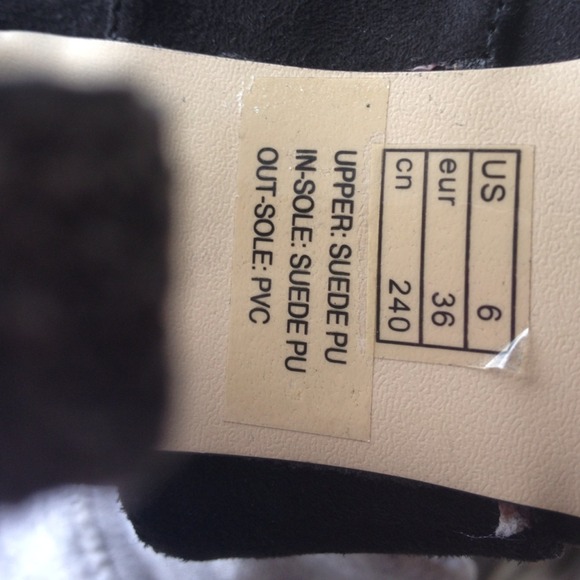 US 6
eur 36
cn 240
UPPER: SUEDE PU
IN-SOLE: SUEDE PU
OUT-SOLE: PVC